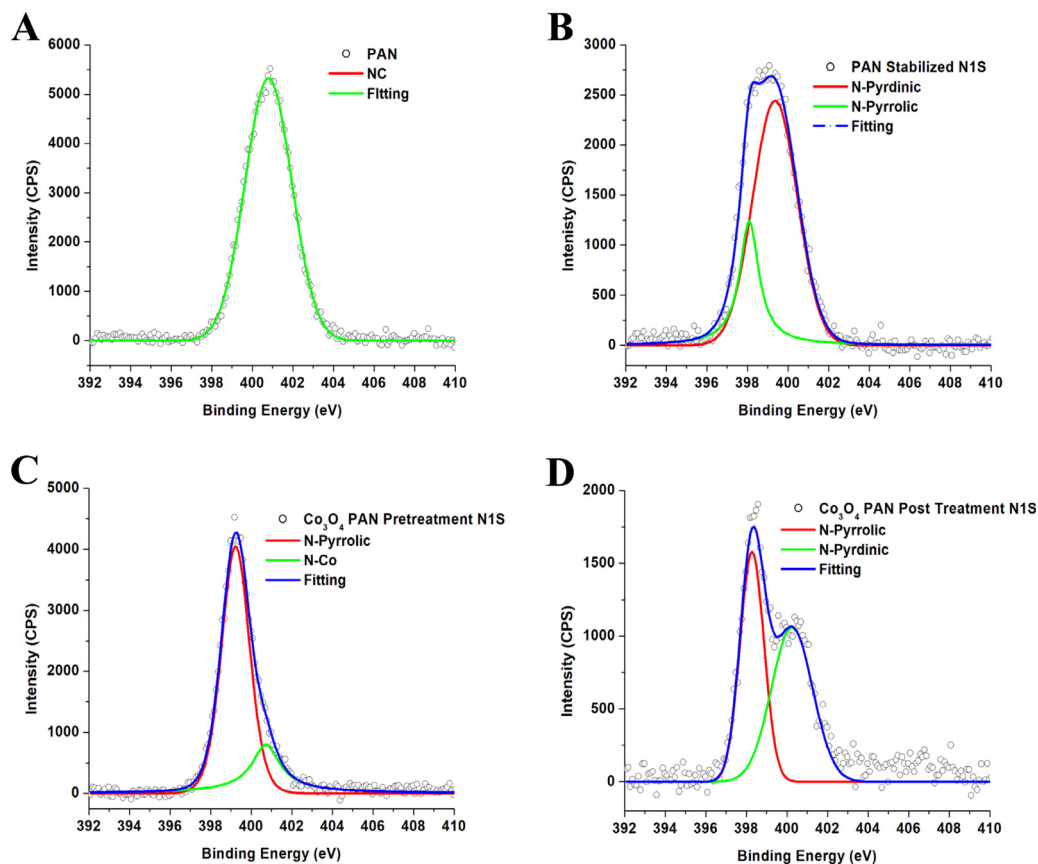 A
PAN
NC
FItting
6000
5000
4000
3000
2000
1000
0
Intensity (CPS)
392 394 396 398 400 402 404 406 408 410
Binding Energy (eV)
B
PAN Stabilized N1S
N-Pyrdinic
N-Pyrrolic
Fitting
3000
2500
2000
1500
1000
500
0
Intenisty (CPS)
392 394 396 398 400 402 404 406 408 410
Binding Energy (eV)
C
Co₃O₄ PAN Pretreatment N1S
N-Pyrrolic
N-Co
Fitting
5000
4000
3000
2000
1000
0
Intensity (CPS)
392 394 396 398 400 402 404 406 408 410
Binding Energy (eV)
D
Co₃O₄ PAN Post Treatment N1S
N-Pyrrolic
N-Pyrdinic
Fitting
2000
1500
1000
500
0
Intensity (CPS)
392 394 396 398 400 402 404 406 408 410
Binding Energy (eV)